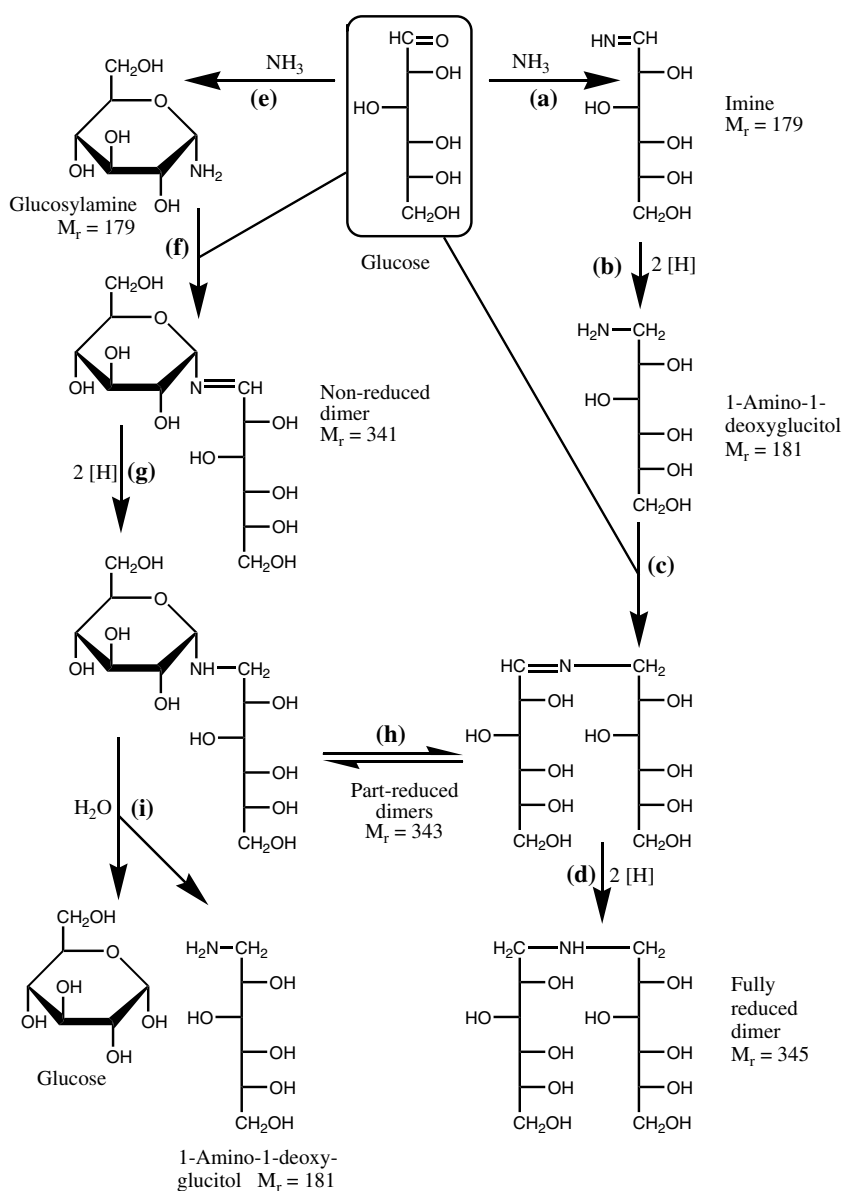 HC=O
HN=CH
CH2OH
NH3
NH3
OH
OH
(e)
(a)
O
HO
HO
Imine
Mr = 179
OH
OH
OH
OH
OH
OH
NH2
OH
OH
Glucosylamine
Mr = 179
CH2OH
CH2OH
(f)
Glucose
(b)
2 [H]
CH2OH
O
H2N—CH2
OH
OH
OH
N=CH
HO
1-Amino-1-
deoxyglucitol
Mr = 181
OH
Non-reduced
dimer
Mr = 341
OH
OH
2 [H]
(g)
HO
OH
OH
CH2OH
OH
CH2OH
(c)
CH2OH
O
OH
OH
NH—CH2
HC=N—CH2
OH
OH
OH
OH
HO
(h)
HO
HO
OH
Part-reduced
dimers
Mr = 343
OH
OH
H2O
(i)
OH
OH
OH
CH2OH
CH2OH
CH2OH
(d)
2 [H]
CH2OH
O
H2N—CH2
H2C—NH—CH2
OH
OH
OH
OH
HO
HO
HO
OH
OH
OH
Glucose
OH
OH
OH
Fully
reduced
dimer
Mr = 345
OH
OH
OH
CH2OH
CH2OH
CH2OH
1-Amino-1-deoxy-
glucitol Mr = 181